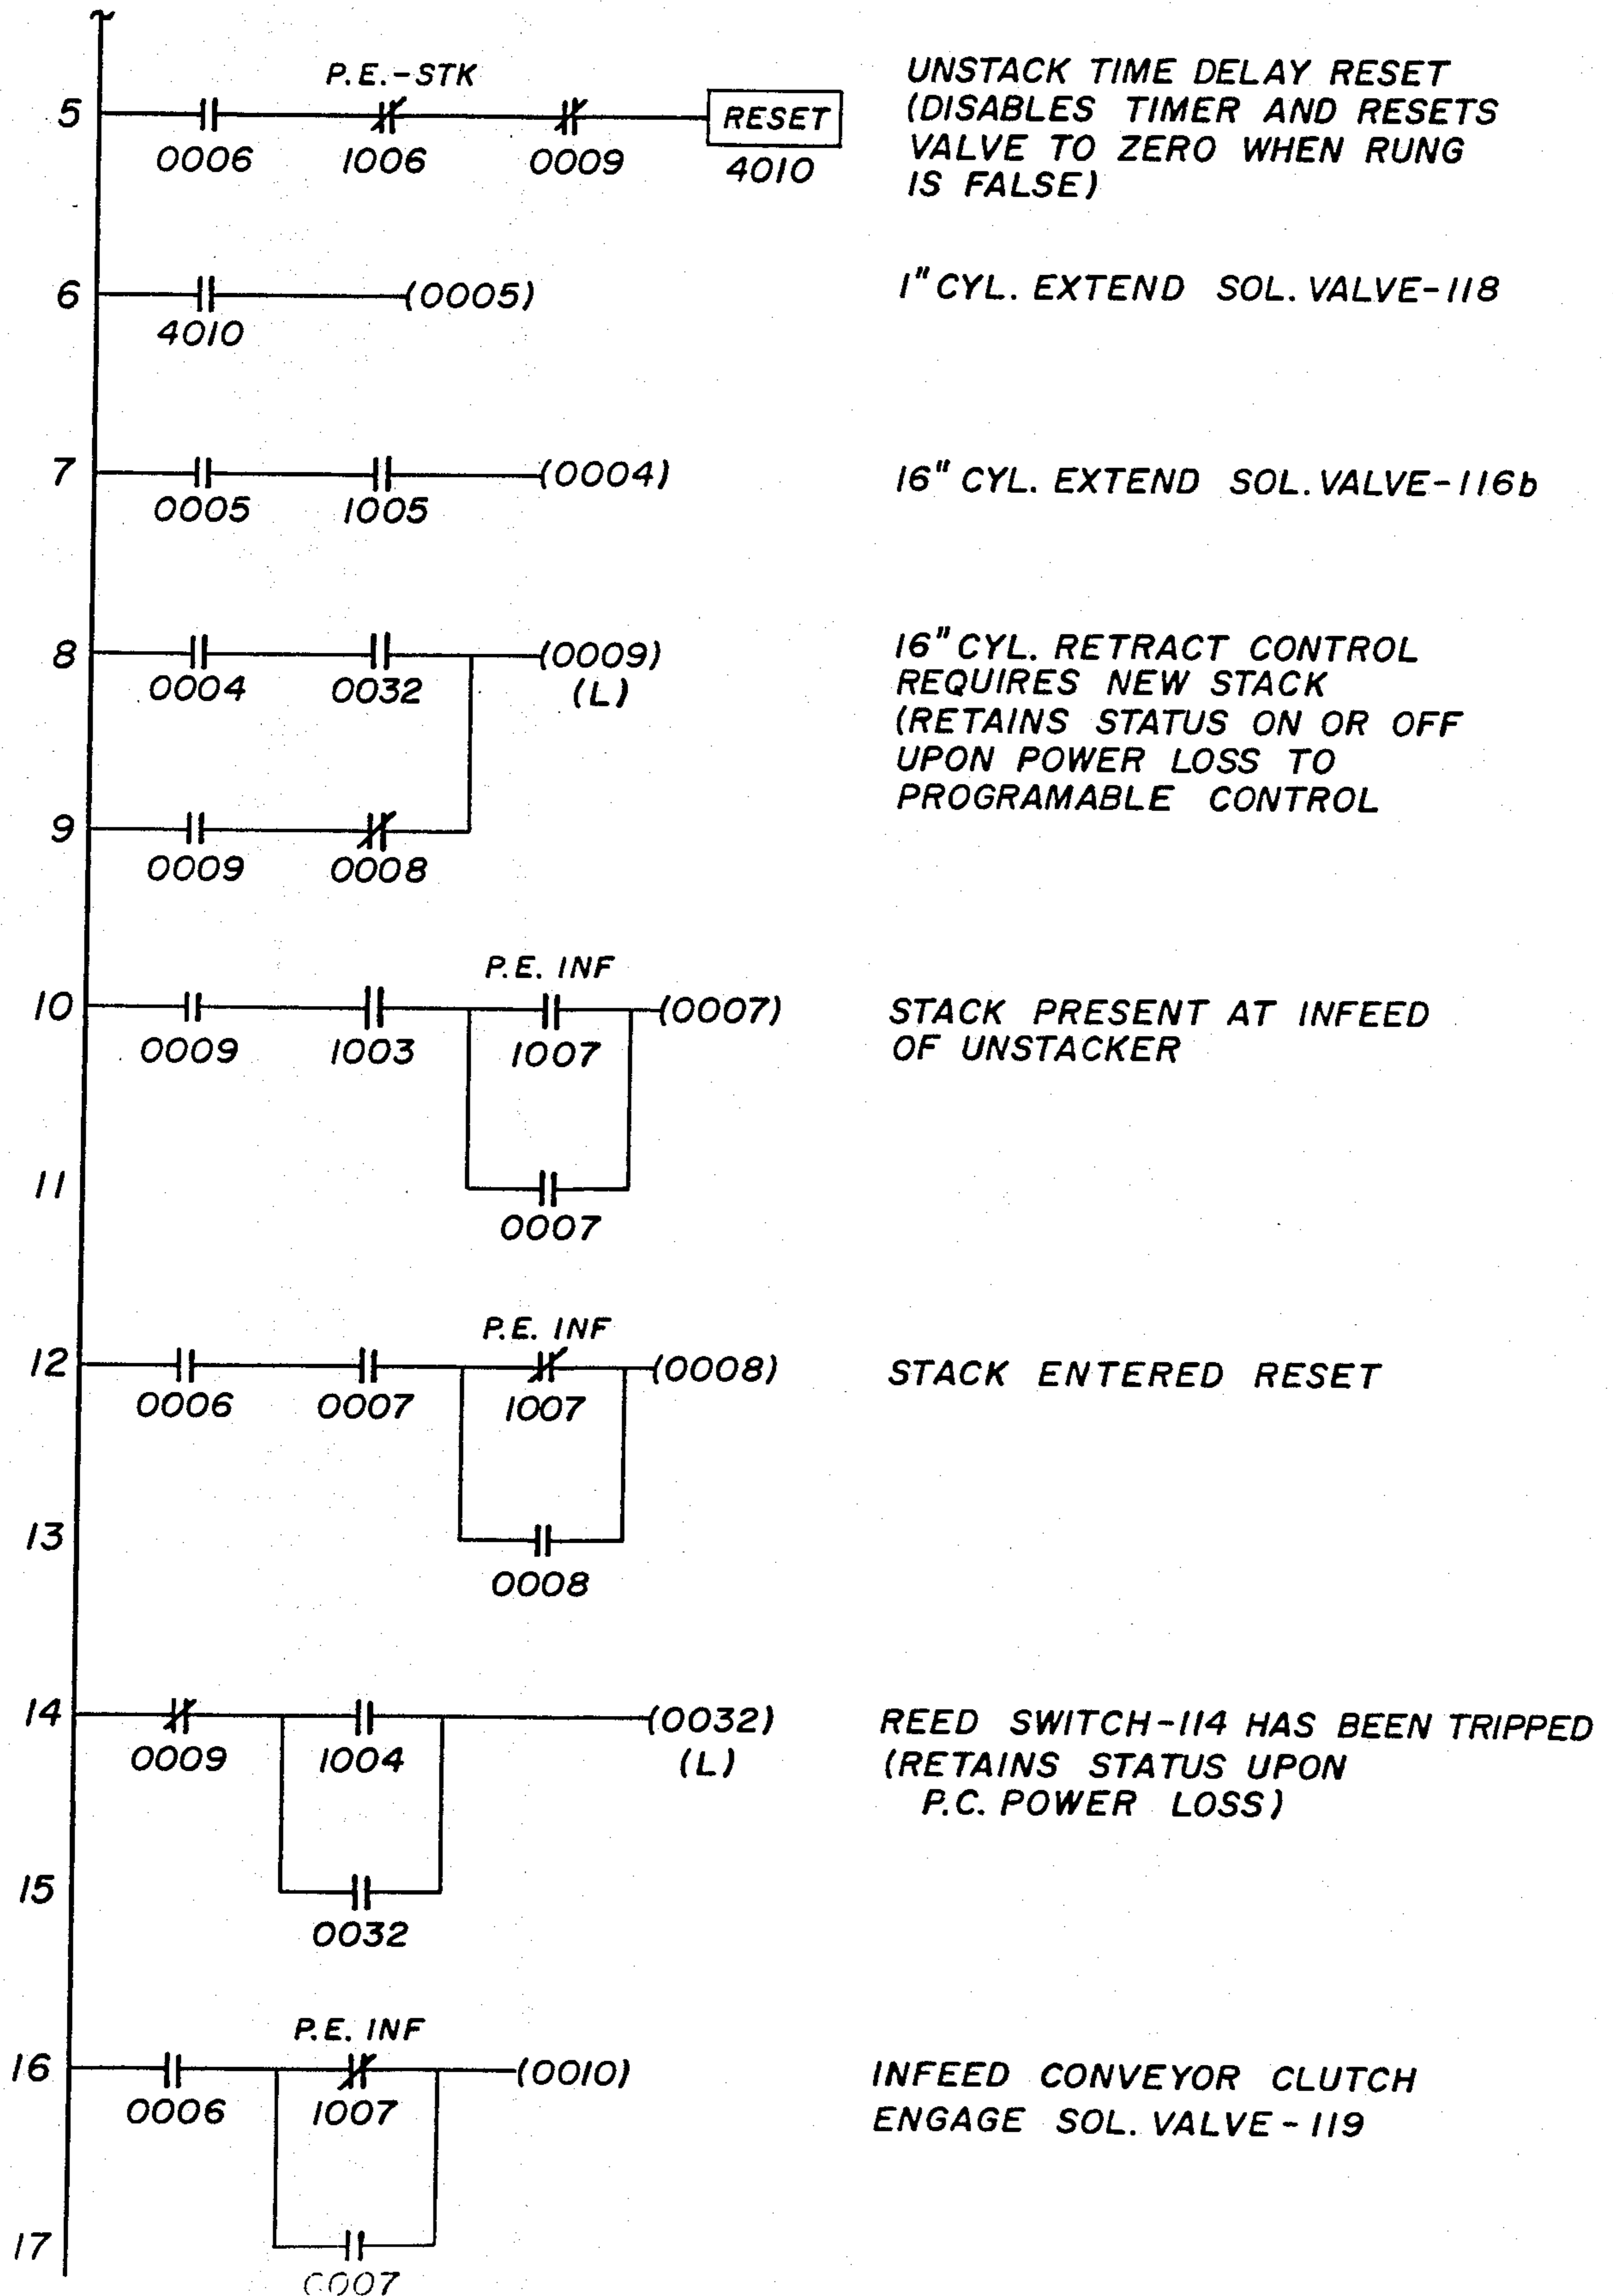 P.E.-STK
5
0006 1006 0009
RESET
4010
UNSTACK TIME DELAY RESET
(DISABLES TIMER AND RESETS
VALVE TO ZERO WHEN RUNG
IS FALSE)
6
4010
(0005)
1" CYL. EXTEND SOL. VALVE-118
7
0005 1005
(0004)
16" CYL. EXTEND SOL. VALVE-116b
8
0004 0032
(0009)
(L)
16" CYL. RETRACT CONTROL
REQUIRES NEW STACK
(RETAINS STATUS ON OR OFF
UPON POWER LOSS TO
PROGRAMABLE CONTROL
9
0009 0008
P.E. INF
10
0009 1003 1007
(0007)
STACK PRESENT AT INFEED
OF UNSTACKER
11
0007
P.E. INF
12
0006 0007 1007
(0008)
STACK ENTERED RESET
13
0008
14
0009 1004
(0032)
(L)
REED SWITCH-114 HAS BEEN TRIPPED
(RETAINS STATUS UPON
P.C. POWER LOSS)
15
0032
P.E. INF
16
0006 1007
(0010)
INFEED CONVEYOR CLUTCH
ENGAGE SOL. VALVE-119
17
0007